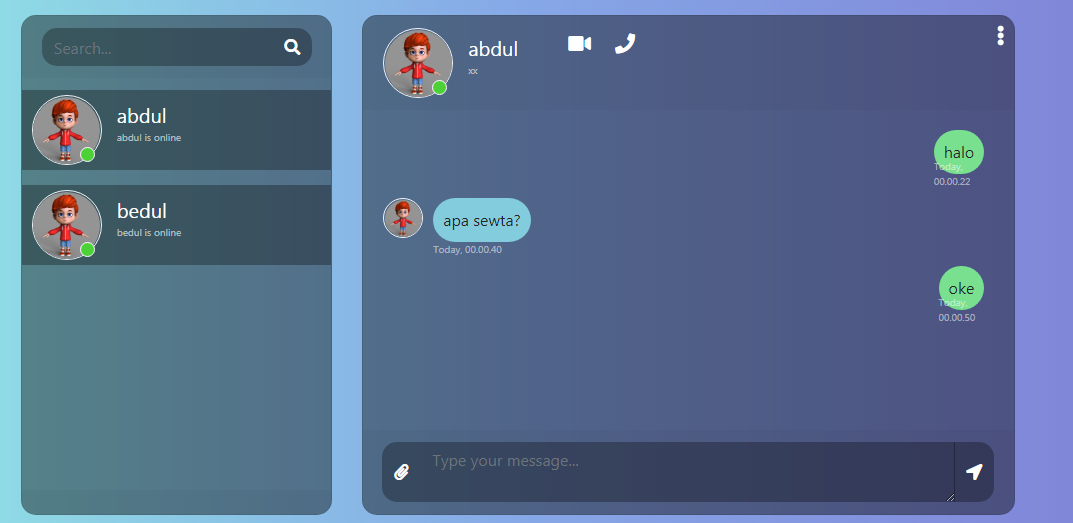 Search...
abdul
abdul is online
bedul
bedul is online
abdul
xx
halo
Today,
00.00.22
apa sewta?
Today, 00.00.40
oke
Today,
00.00.50
Type your message...